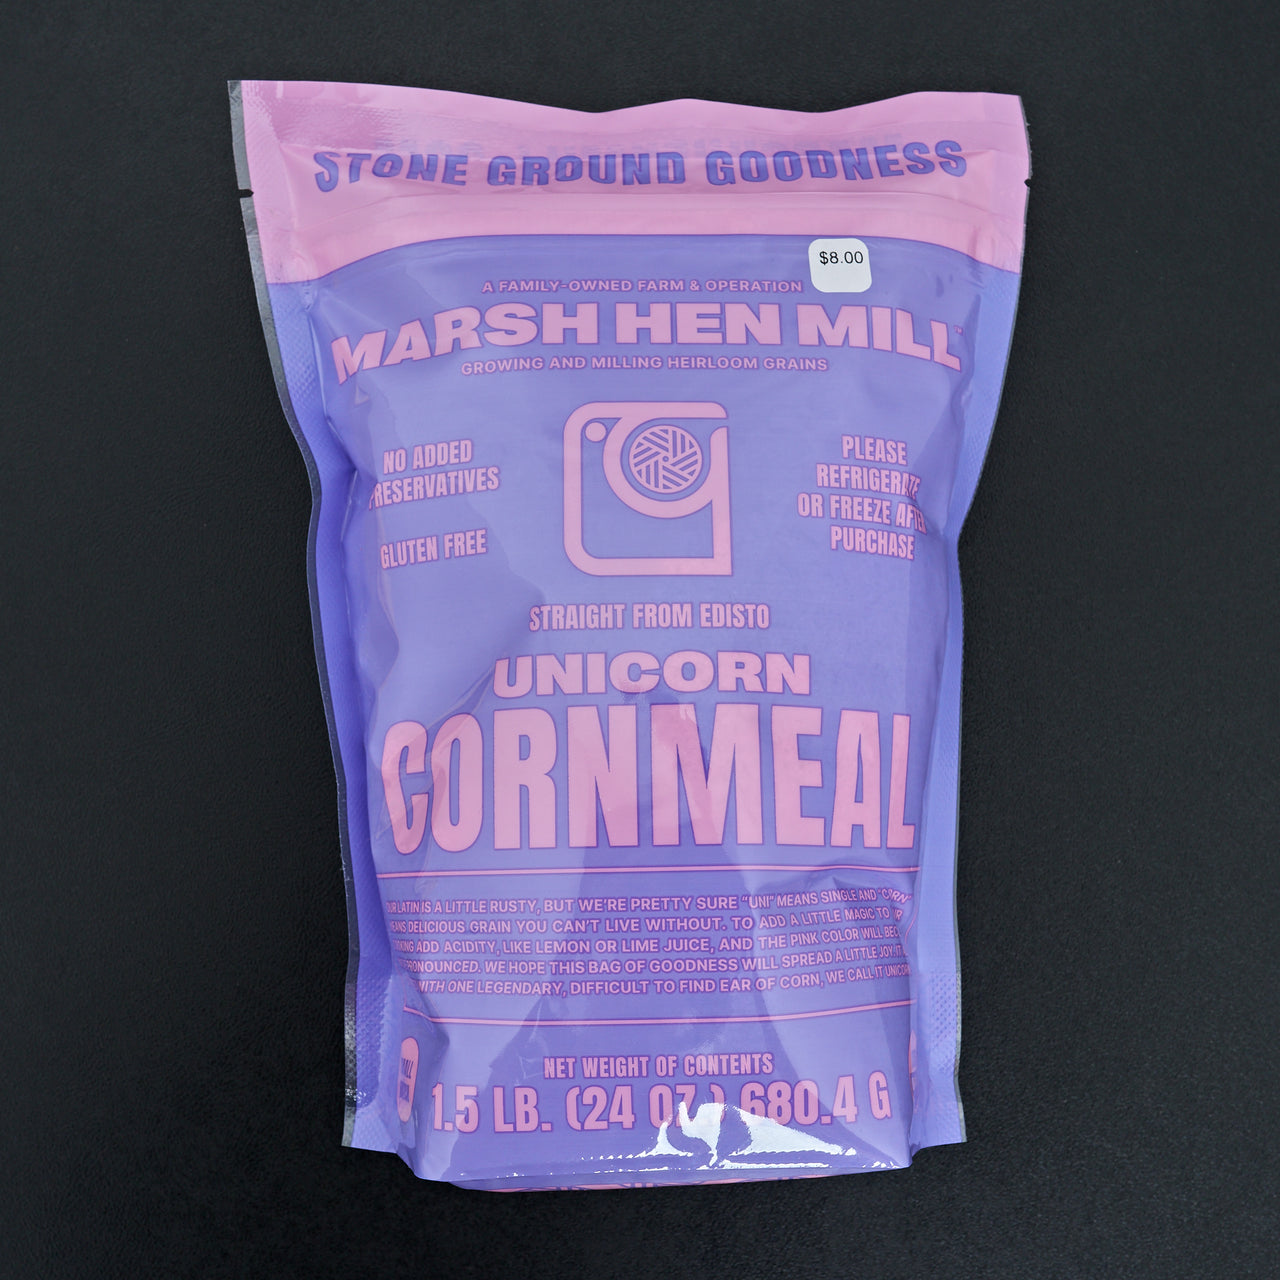 STONE GROUND GOODNESS
$8.00
A FAMILY-OWNED FARM & OPERATION
MARSH HEN MILL™
GROWING AND MILLING HEIRLOOM GRAINS
NO ADDED
PRESERVATIVES
GLUTEN FREE
PLEASE
REFRIGERATE
OR FREEZE AFTER
PURCHASE
STRAIGHT FROM EDISTO
UNICORN
CORNMEAL
OUR LATIN IS A LITTLE RUSTY, BUT WE'RE PRETTY SURE "UNI" MEANS SINGLE AND "CORN"
MEANS DELICIOUS GRAIN YOU CAN'T LIVE WITHOUT. TO ADD A LITTLE MAGIC TO
COOKING ADD ACIDITY, LIKE LEMON OR LIME JUICE, AND THE PINK COLOR WILL
PRONOUNCED. WE HOPE THIS BAG OF GOODNESS WILL SPREAD A LITTLE JOY.
WITH ONE LEGENDARY, DIFFICULT TO FIND EAR OF CORN, WE CALL IT UNICORN
NET WEIGHT OF CONTENTS
1.5 LB. (24 OZ.) 680.4 G